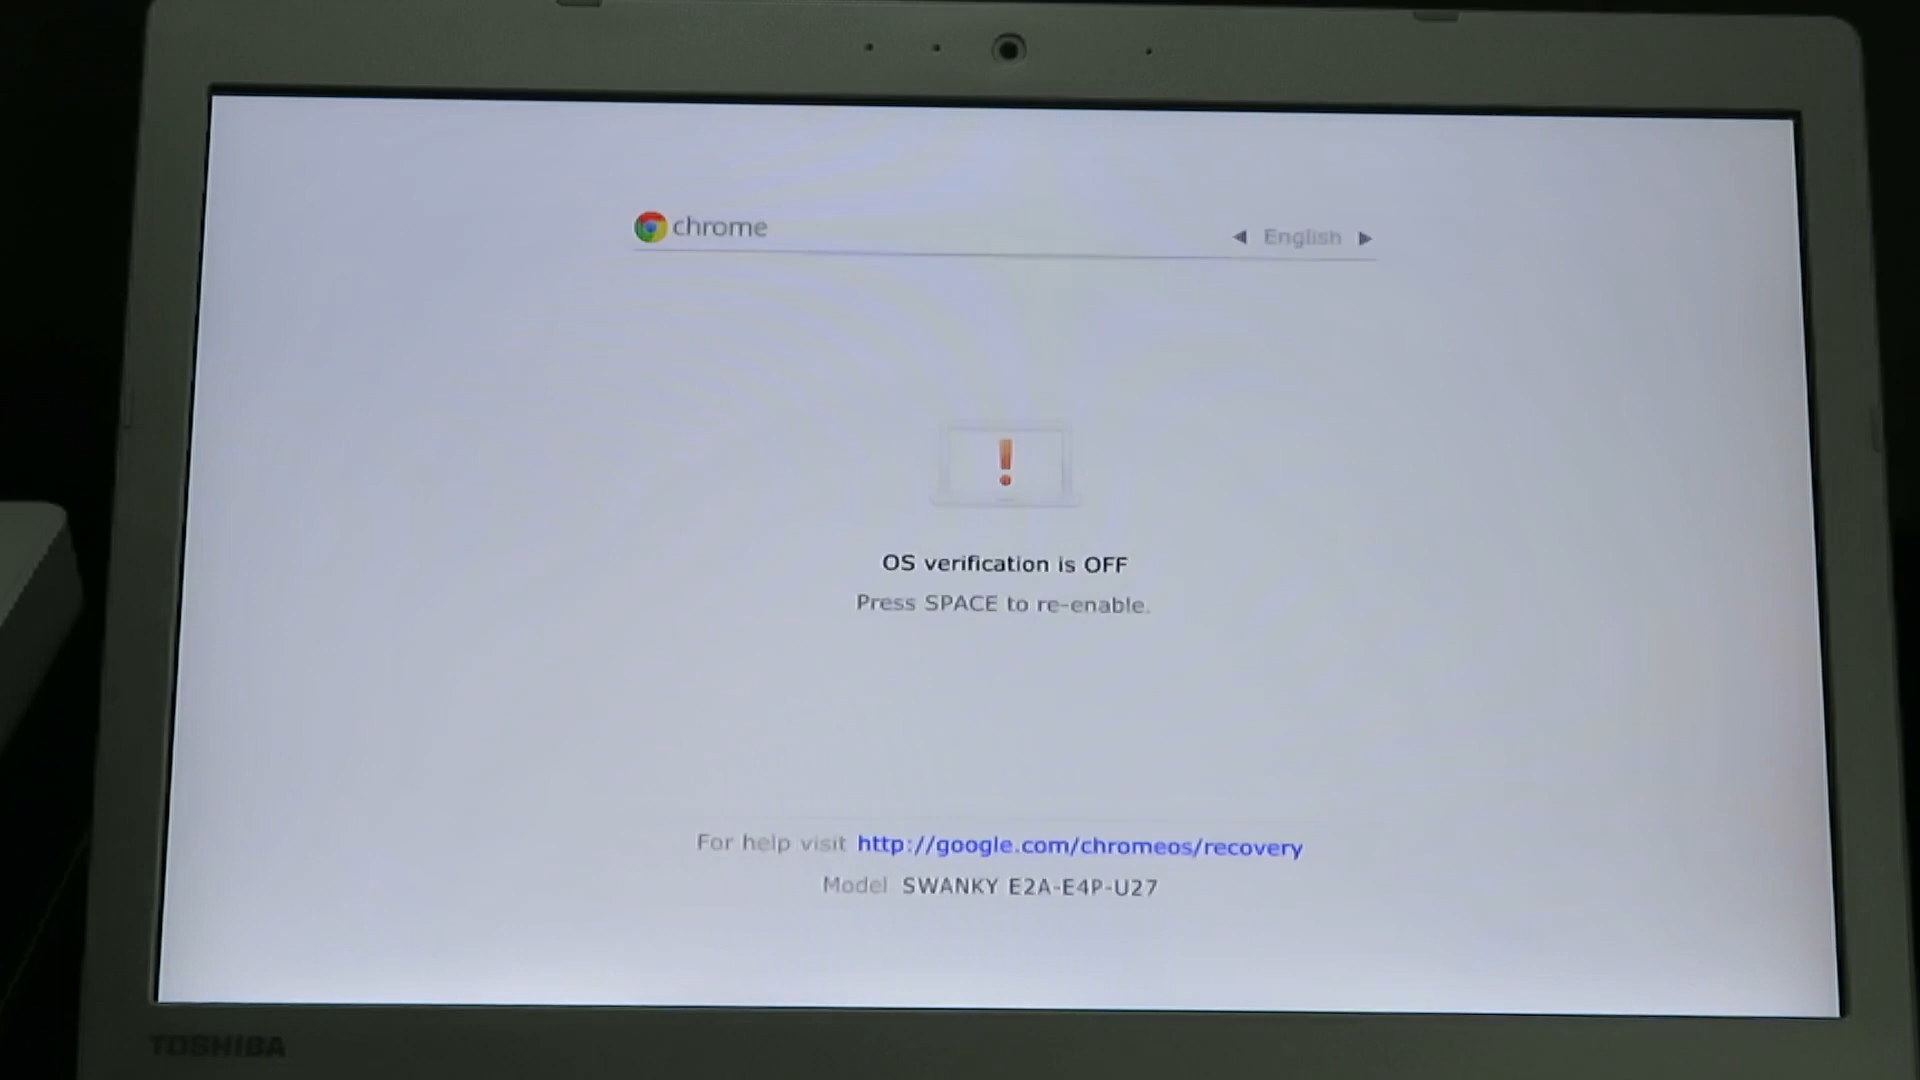 chrome
◀ English ▶
!
OS verification is OFF
Press SPACE to re-enable.
For help visit http://google.com/chromeos/recovery
Model SWANKY E2A-E4P-U27
TOSHIBA